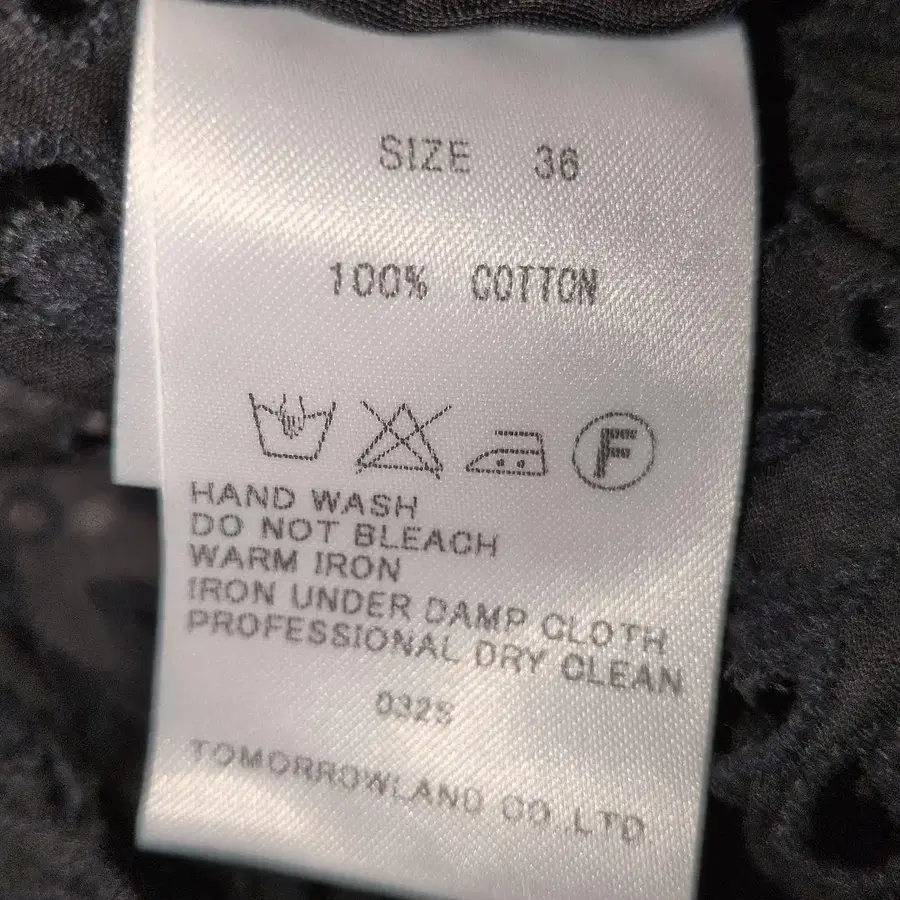 SIZE 36
100% COTTON
F
HAND WASH
DO NOT BLEACH
WARM IRON
IRON UNDER DAMP CLOTH
PROFESSIONAL DRY CLEAN
032S
TOMORROWLAND CO.,LTD.